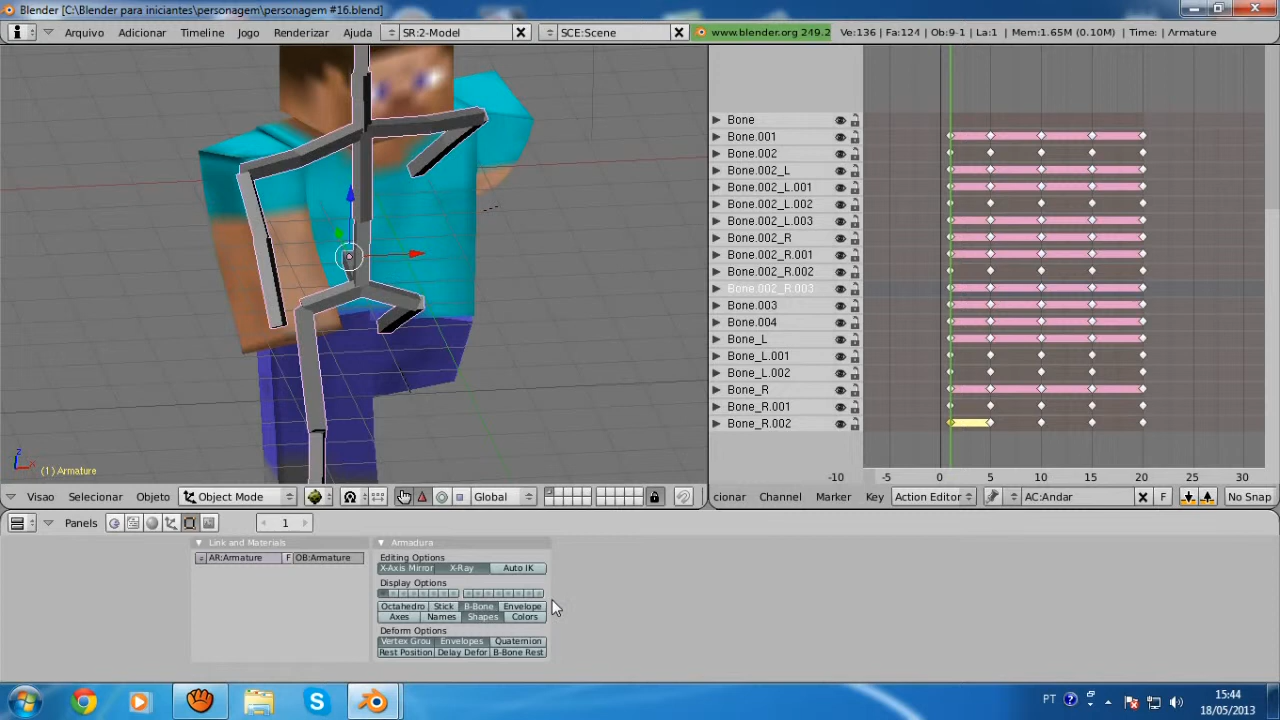 Blender [C:\Blender para iniciantes\personagem\personagem #16.blend]
Arquivo Adicionar Timeline Jogo Renderizar Ajuda SR:2-Model SCE:Scene www.blender.org 249.2 Ve:136 | Fa:124 | Ob:9-1 | La:1 | Mem:1.65M (0.10M) | Time: | Armature
Bone
Bone.001
Bone.002
Bone.002_L
Bone.002_L.001
Bone.002_L.002
Bone.002_L.003
Bone.002_R
Bone.002_R.001
Bone.002_R.002
Bone.002_R.003
Bone.003
Bone.004
Bone_L
Bone_L.001
Bone_L.002
Bone_R
Bone_R.001
Bone_R.002
z
x
(1) Armature
-10 -5 0 5 10 15 20 25 30
Visao Selecionar Objeto Object Mode Global
cionar Channel Marker Key Action Editor AC:Andar F No Snap
Panels 1
Link and Materials
AR:Armature F OB:Armature
Armadura
Editing Options
X-Axis Mirror X-Ray Auto IK
Display Options
Octahedro Stick B-Bone Envelope
Axes Names Shapes Colors
Deform Options
Vertex Grou Envelopes Quaternion
Rest Position Delay Defor B-Bone Rest
PT 15:44
18/05/2013